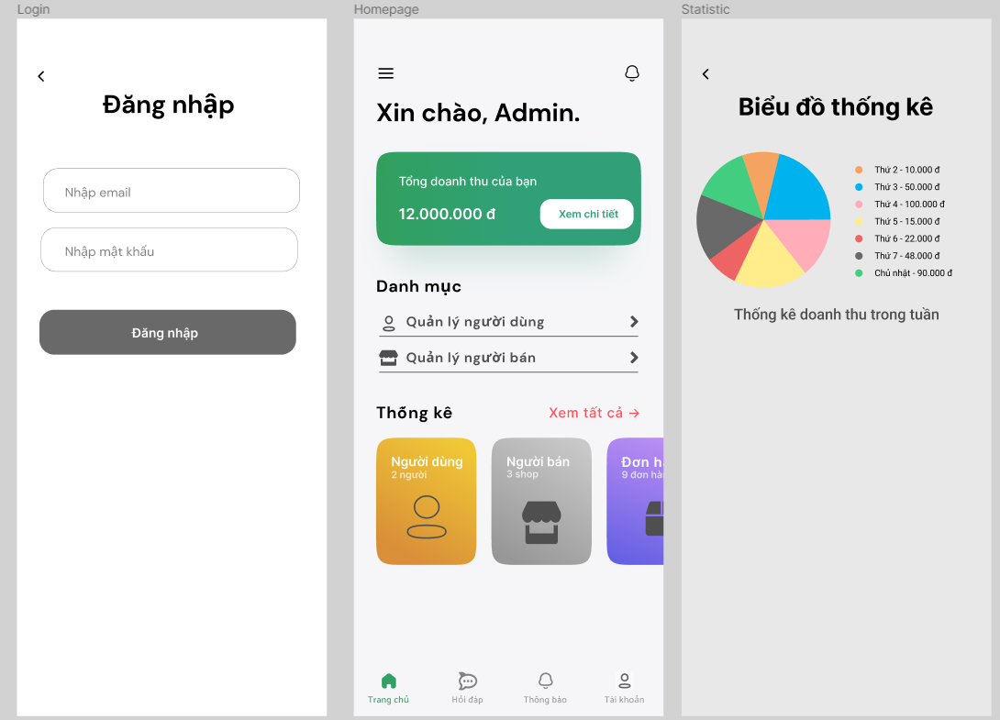 Login
Đăng nhập
Nhập email
Nhập mật khẩu
Đăng nhập
Homepage
Xin chào, Admin.
Tổng doanh thu của bạn
12.000.000 đ
Xem chi tiết
Danh mục
Quản lý người dùng
Quản lý người bán
Thống kê
Xem tất cả →
Người dùng
2 người
Người bán
3 shop
Đơn h
9 đơn hàn
Trang chủ
Hỏi đáp
Thông báo
Tài khoản
Statistic
Biểu đồ thống kê
Thứ 2 - 10.000 đ
Thứ 3 - 50.000 đ
Thứ 4 - 100.000 đ
Thứ 5 - 15.000 đ
Thứ 6 - 22.000 đ
Thứ 7 - 48.000 đ
Chủ nhật - 90.000 đ
Thống kê doanh thu trong tuần